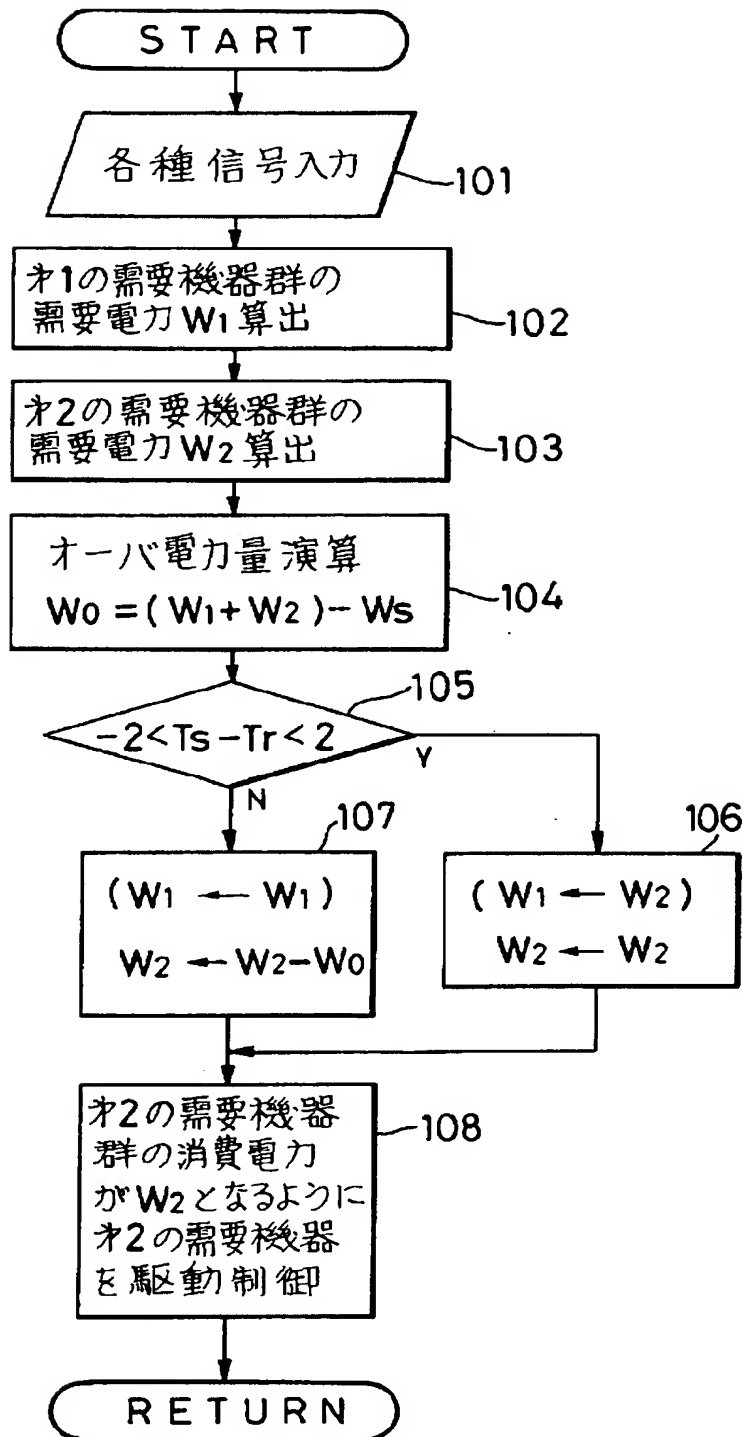 START
各種信号入力
101
才1の需要機器群の
需要電力W1算出
102
才2の需要機器群の
需要電力W2算出
103
オーバ電力量演算
Wo=(W1+W2)-Ws
104
105
-2<Ts-Tr<2
Y
N
107
(W1 ← W1)
W2 ← W2-Wo
106
(W1 ← W2)
W2 ← W2
才2の需要機器
群の消費電力
がW2となるように
才2の需要機器
を駆動制御
108
RETURN